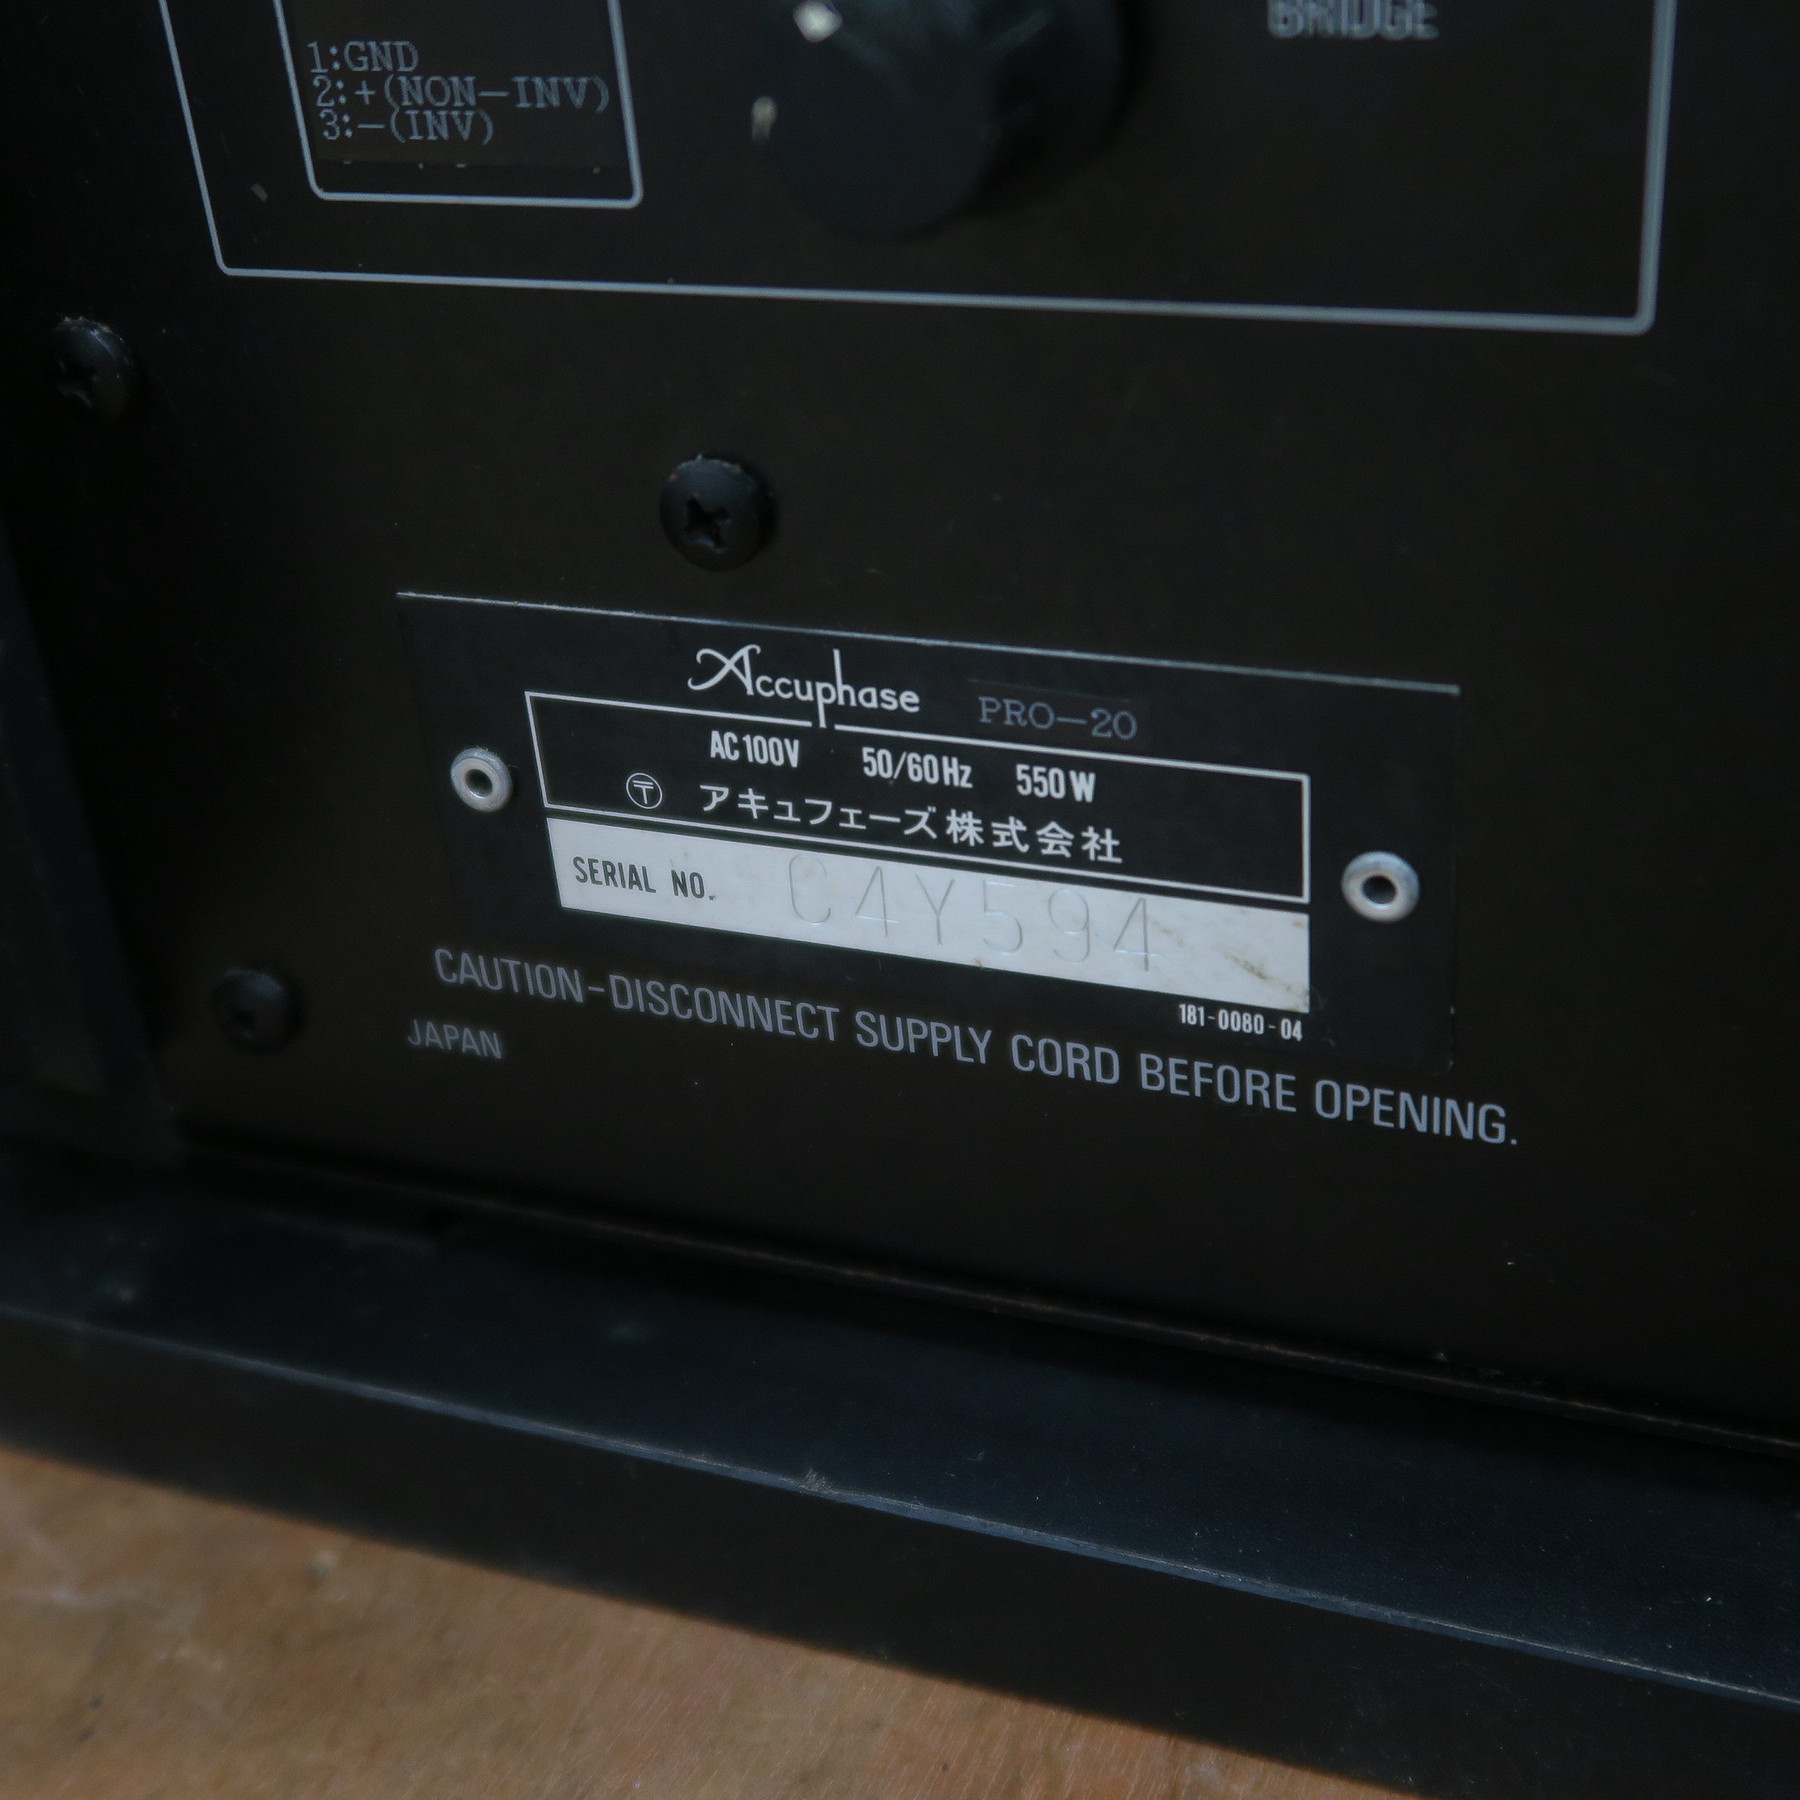 BRIDGE
1:GND
2:+(NON-INV)
3:-(INV)
Accuphase PRO-20
AC 100V 50/60Hz 550W
〒 アキュフェーズ株式会社
SERIAL NO. C4Y594
181-0080-04
CAUTION-DISCONNECT SUPPLY CORD BEFORE OPENING.
JAPAN